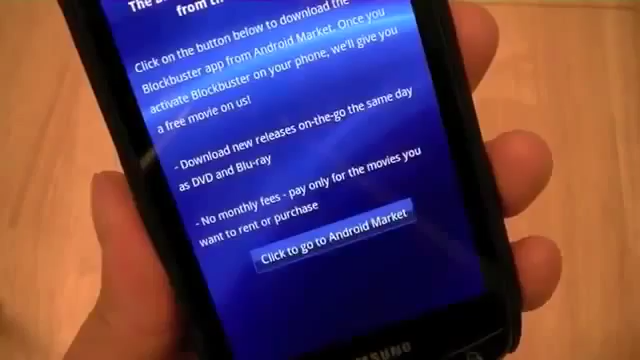 from th
Click on the button below to download the
Blockbuster app from Android Market. Once you
activate Blockbuster on your phone, we'll give you
a free movie on us!
- Download new releases on-the-go the same day
as DVD and Blu-ray
- No monthly fees - pay only for the movies you
want to rent or purchase
Click to go to Android Market
SAMSUNG